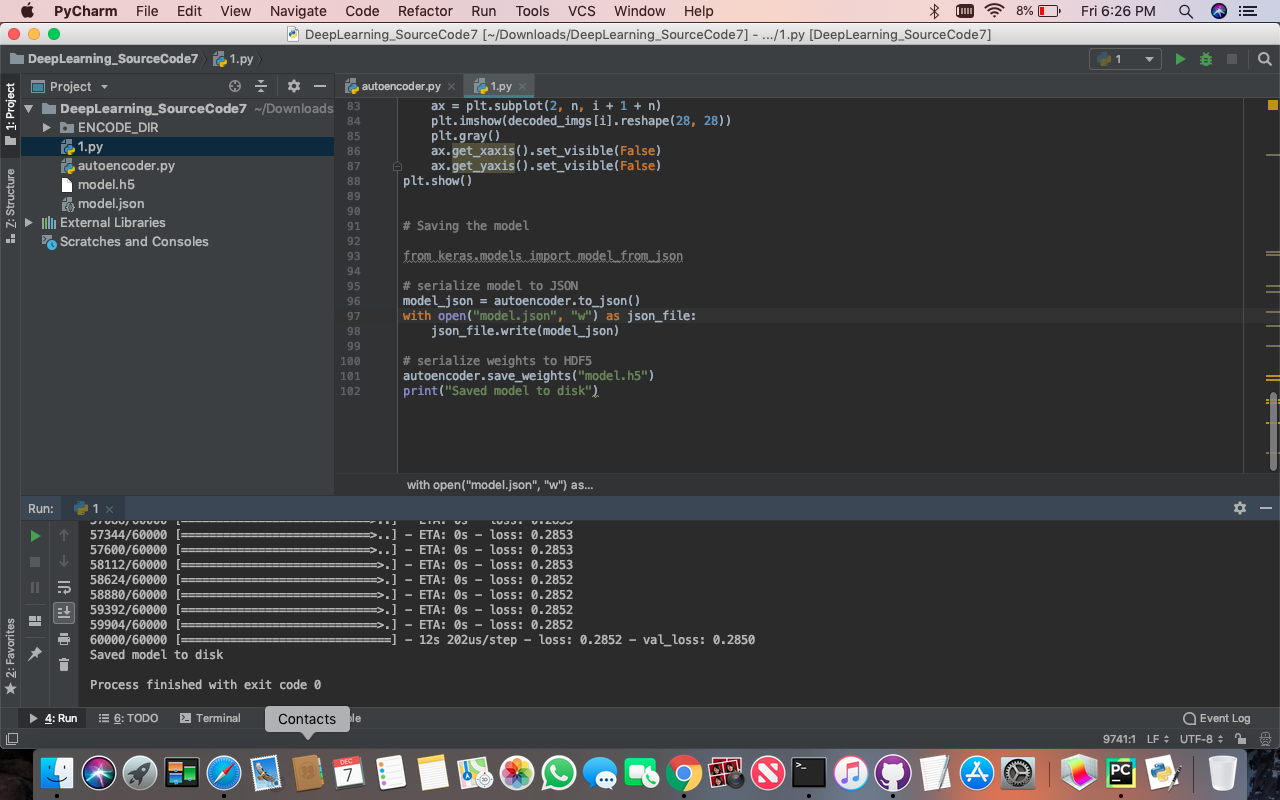 PyCharm File Edit View Navigate Code Refactor Run Tools VCS Window Help 8% Fri 6:26 PM
DeepLearning_SourceCode7 [~/Downloads/DeepLearning_SourceCode7] - .../1.py [DeepLearning_SourceCode7]
DeepLearning_SourceCode7 1.py 1
Project autoencoder.py 1.py
1: Project
Z: Structure
2: Favorites
DeepLearning_SourceCode7 ~/Downloads
ENCODE_DIR
1.py
autoencoder.py
model.h5
model.json
External Libraries
Scratches and Consoles
83 ax = plt.subplot(2, n, i + 1 + n)
84 plt.imshow(decoded_imgs[i].reshape(28, 28))
85 plt.gray()
86 ax.get_xaxis().set_visible(False)
87 ax.get_yaxis().set_visible(False)
88 plt.show()
89
90
91 # Saving the model
92
93 from keras.models import model_from_json
94
95 # serialize model to JSON
96 model_json = autoencoder.to_json()
97 with open("model.json", "w") as json_file:
98 json_file.write(model_json)
99
100 # serialize weights to HDF5
101 autoencoder.save_weights("model.h5")
102 print("Saved model to disk")
with open("model.json", "w") as...
Run: 1
57344/60000 [============================>..] - ETA: 0s - loss: 0.2853
57600/60000 [============================>..] - ETA: 0s - loss: 0.2853
58112/60000 [=============================>.] - ETA: 0s - loss: 0.2853
58624/60000 [=============================>.] - ETA: 0s - loss: 0.2852
58880/60000 [=============================>.] - ETA: 0s - loss: 0.2852
59392/60000 [=============================>.] - ETA: 0s - loss: 0.2852
59904/60000 [=============================>.] - ETA: 0s - loss: 0.2852
60000/60000 [==============================] - 12s 202us/step - loss: 0.2852 - val_loss: 0.2850
Saved model to disk
Process finished with exit code 0
4: Run 6: TODO Terminal Event Log
Contacts
9741:1 LF UTF-8
DEC
7
PC